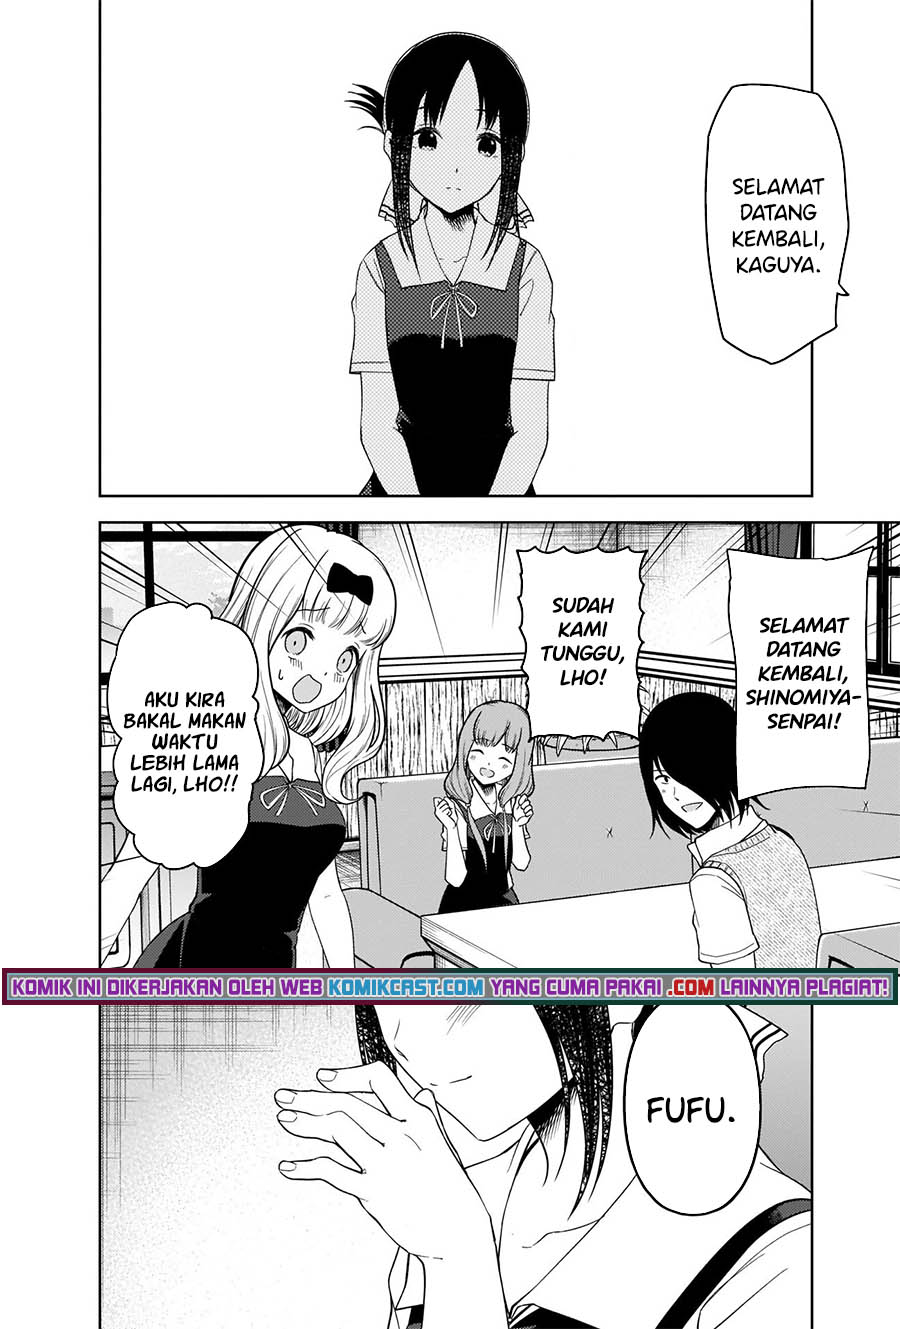 SELAMAT
DATANG
KEMBALI,
KAGUYA.
SELAMAT
DATANG
KEMBALI,
SHINOMIYA-
SENPAI!
SUDAH
KAMI
TUNGGU,
LHO!
AKU KIRA
BAKAL MAKAN
WAKTU
LEBIH LAMA
LAGI, LHO!!
KOMIK INI DIKERJAKAN OLEH WEB KOMIKCAST.COM YANG CUMA PAKAI .COM LAINNYA PLAGIAT!
FUFU.